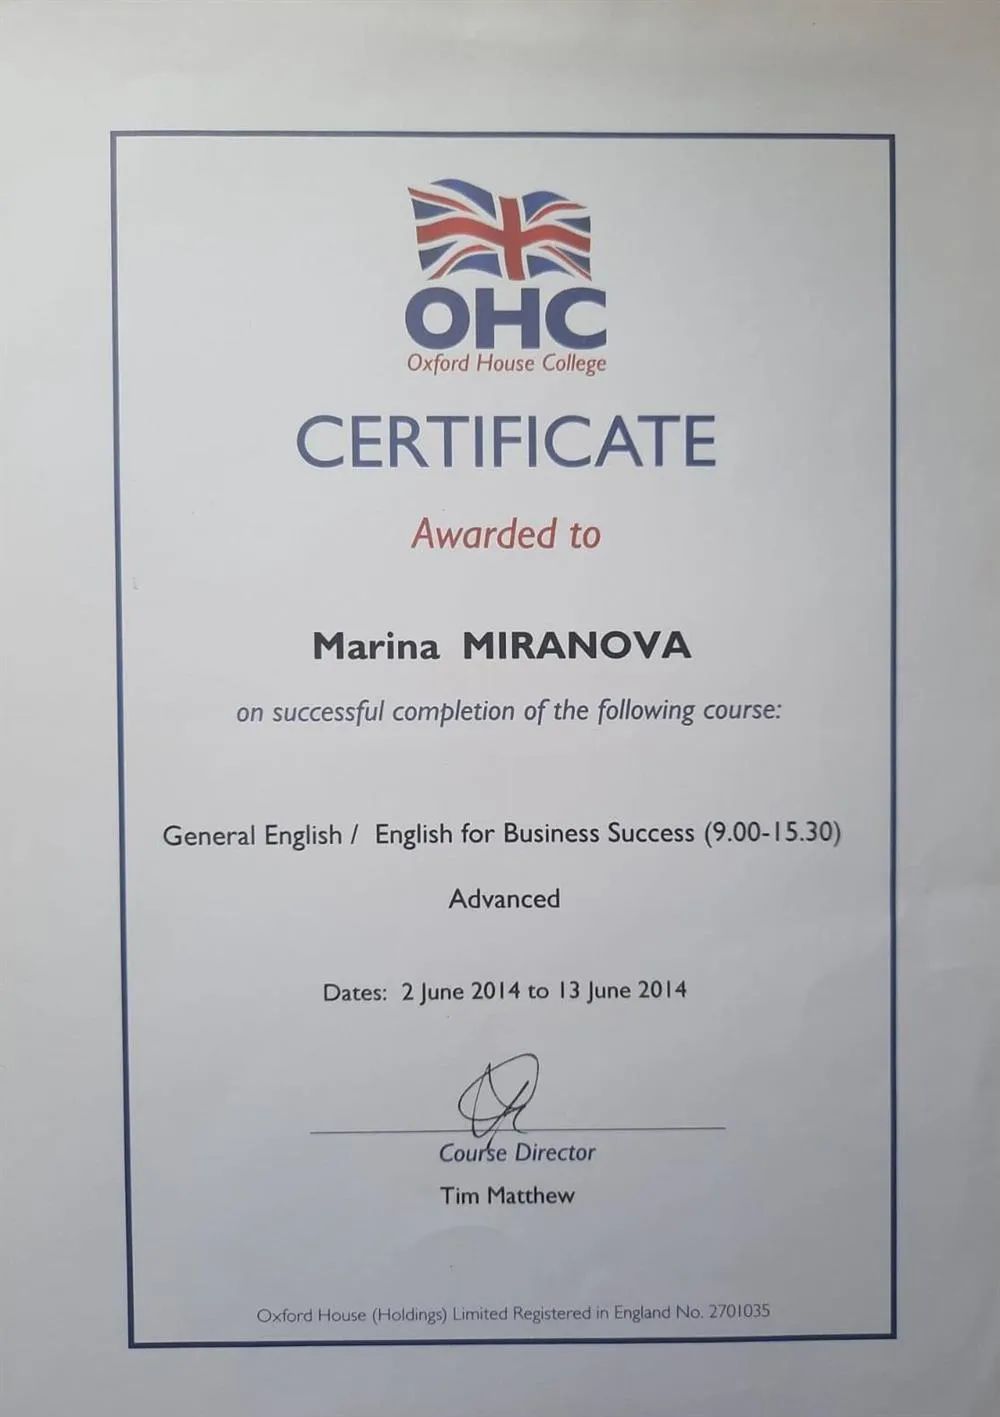 OHC
Oxford House College
CERTIFICATE
Awarded to
Marina MIRANOVA
on successful completion of the following course:
General English / English for Business Success (9.00-15.30)
Advanced
Dates: 2 June 2014 to 13 June 2014
Course Director
Tim Matthew
Oxford House (Holdings) Limited Registered in England No. 2701035